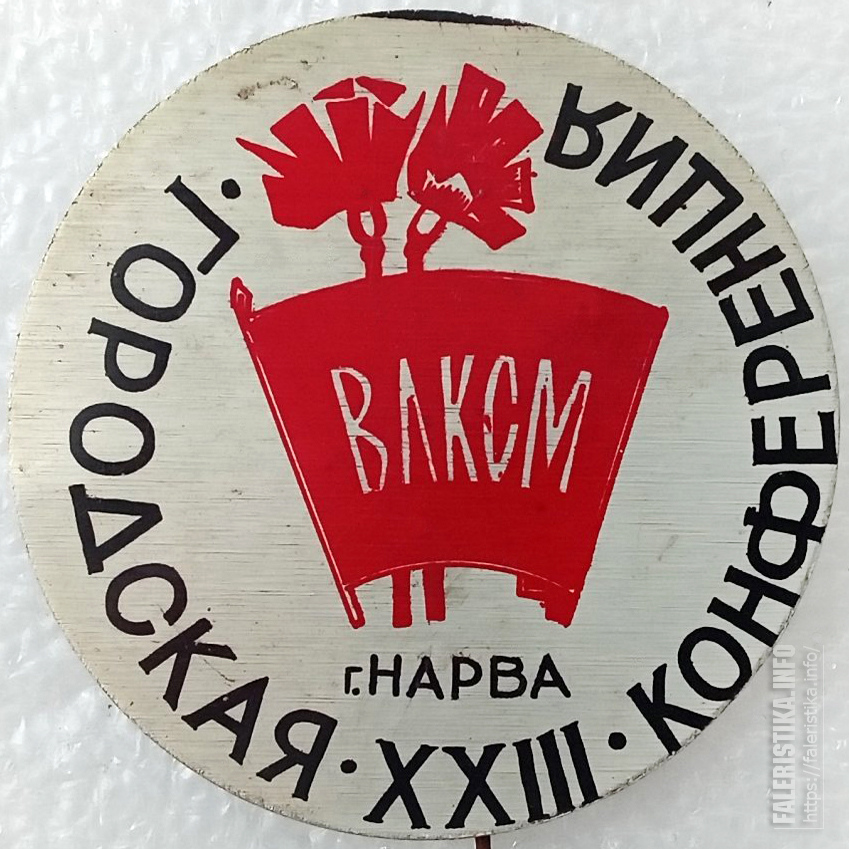 · ГОРОДСКАЯ · XXIII · КОНФЕРЕНЦИЯ
ВЛКСМ
г. НАРВА
FALERISTIKA.INFO
https://faleristika.info/